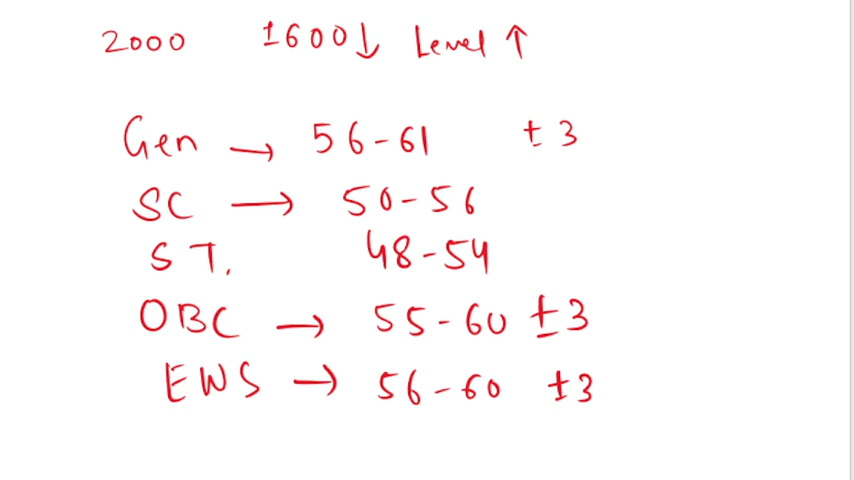 2000 1600↓ Level ↑
Gen → 56-61 ± 3
SC → 50-56
ST. 48-54
OBC → 55-60 ±3
EWS → 56-60 ±3